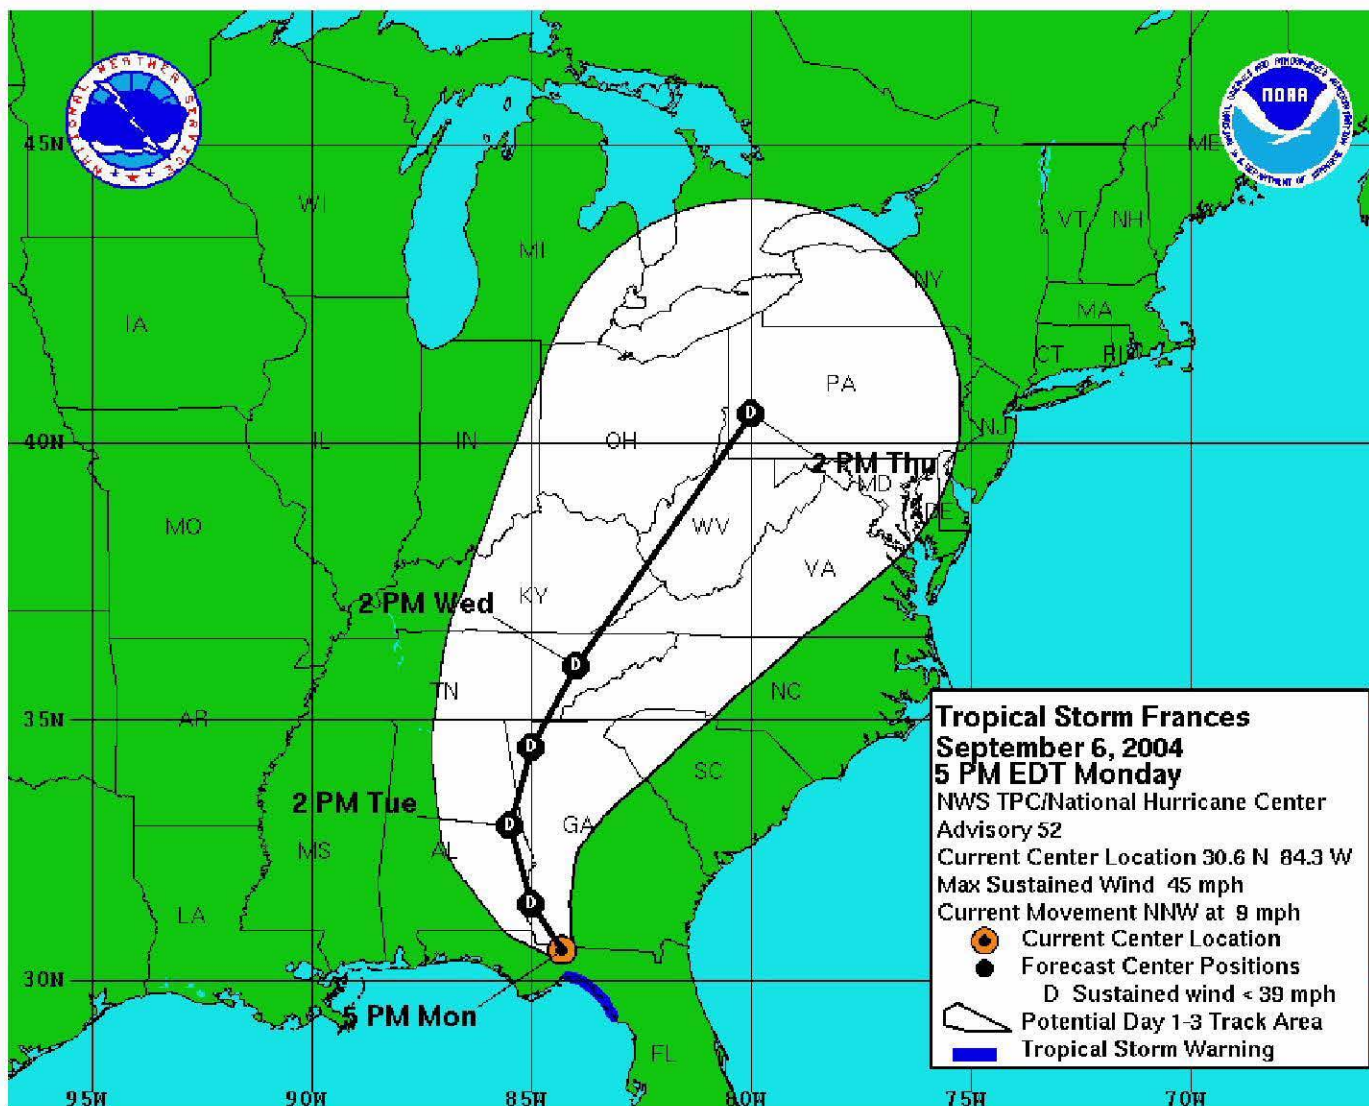 NATIONAL WEATHER SERVICE
NOAA
45N
ME
WI
VT
NH
MI
NY
IA
MA
CT
RI
PA
40N
IL
IN
OH
NJ
2 PM Thu
MD
DE
MO
WV
VA
KY
2 PM Wed
TN
NC
35N
AR
SC
2 PM Tue
GA
MS
AL
LA
30N
5 PM Mon
FL
95W
90W
85W
80W
75W
70W
D
D
D
D
D
Tropical Storm Frances
September 6, 2004
5 PM EDT Monday
NWS TPC/National Hurricane Center
Advisory 52
Current Center Location 30.6 N 84.3 W
Max Sustained Wind 45 mph
Current Movement NNW at 9 mph
Current Center Location
Forecast Center Positions
D Sustained wind < 39 mph
Potential Day 1-3 Track Area
Tropical Storm Warning